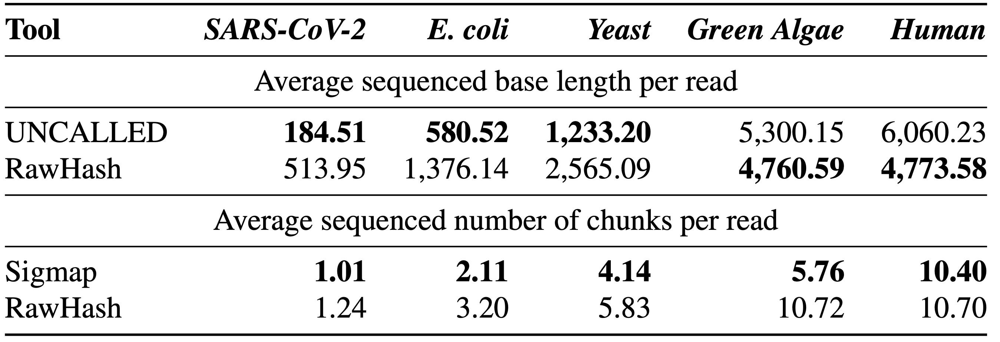 Tool SARS-CoV-2 E. coli Yeast Green Algae Human
Average sequenced base length per read
UNCALLED 184.51 580.52 1,233.20 5,300.15 6,060.23
RawHash 513.95 1,376.14 2,565.09 4,760.59 4,773.58
Average sequenced number of chunks per read
Sigmap 1.01 2.11 4.14 5.76 10.40
RawHash 1.24 3.20 5.83 10.72 10.70